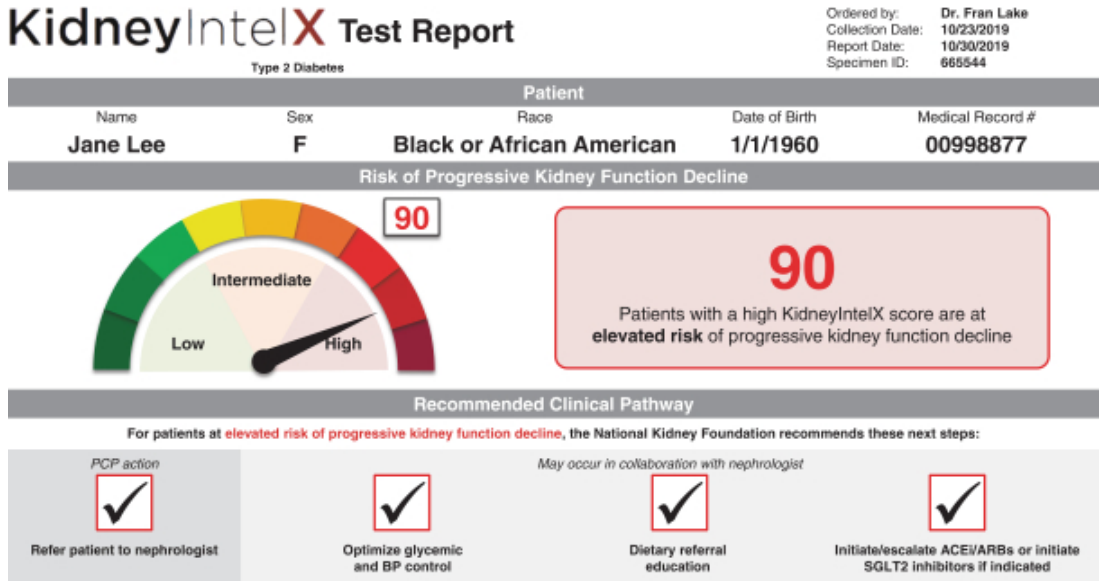 KidneyIntelX Test Report
Type 2 Diabetes
Ordered by: Dr. Fran Lake
Collection Date: 10/23/2019
Report Date: 10/30/2019
Specimen ID: 665544
Patient
Name Sex Race Date of Birth Medical Record #
Jane Lee F Black or African American 1/1/1960 00998877
Risk of Progressive Kidney Function Decline
90
Intermediate
Low
High
90
Patients with a high KidneyIntelX score are at
elevated risk of progressive kidney function decline
Recommended Clinical Pathway
For patients at elevated risk of progressive kidney function decline, the National Kidney Foundation recommends these next steps:
PCP action
May occur in collaboration with nephrologist
Refer patient to nephrologist
Optimize glycemic
and BP control
Dietary referral
education
Initiate/escalate ACEi/ARBs or initiate
SGLT2 inhibitors if indicated